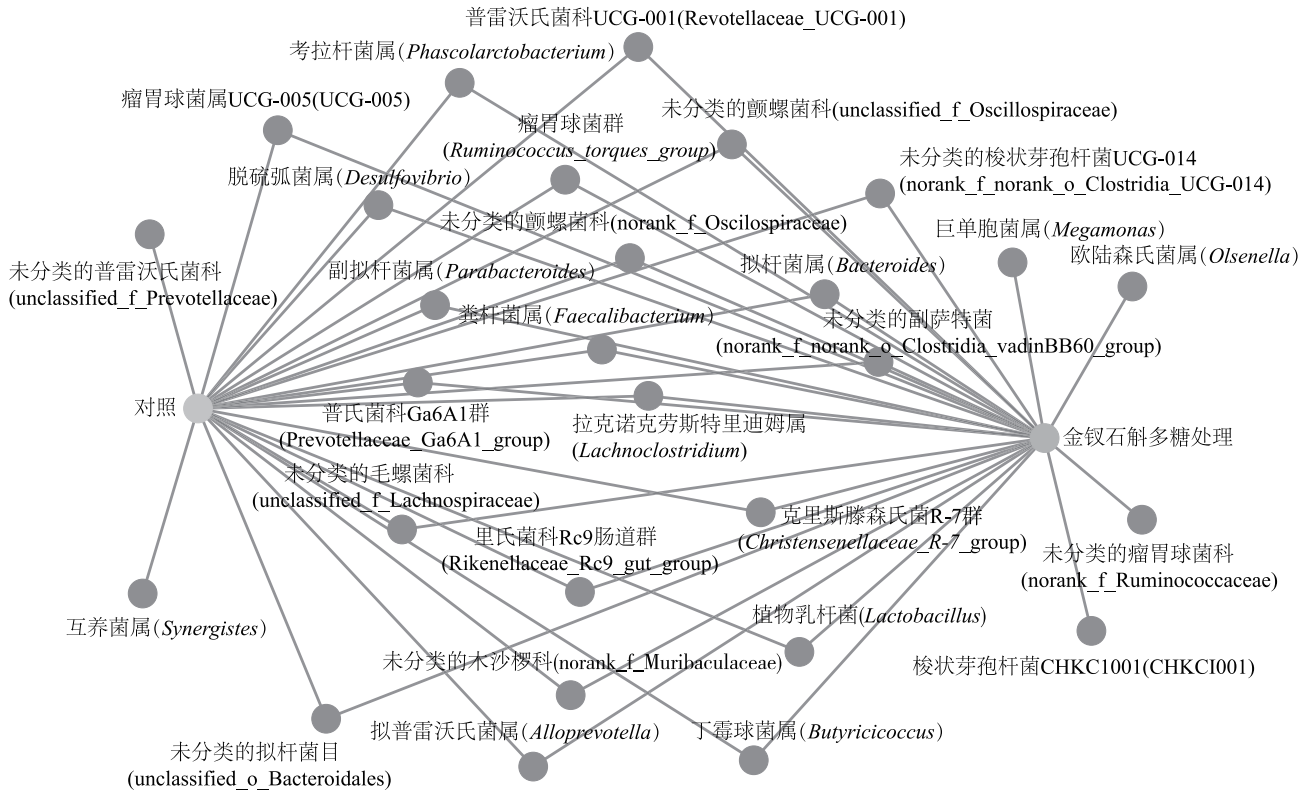 普雷沃氏菌科UCG-001(Revotellaceae_UCG-001)
考拉杆菌属(Phascolarctobacterium)
瘤胃球菌属UCG-005(UCG-005)
未分类的颤螺菌科(unclassified_f_Oscillospiraceae)
瘤胃球菌群
(Ruminococcus_torques_group)
未分类的梭状芽孢杆菌UCG-014
(norank_f_norank_o_Clostridia_UCG-014)
脱硫弧菌属(Desulfovibrio)
未分类的颤螺菌科(norank_f_Oscilospiraceae)
巨单胞菌属(Megamonas)
欧陆森氏菌属(Olsenella)
未分类的普雷沃氏菌科
(unclassified_f_Prevotellaceae)
副拟杆菌属(Parabacteroides)
拟杆菌属(Bacteroides)
粪杆菌属(Faecalibacterium)
未分类的副萨特菌
(norank_f_norank_o_Clostridia_vadinBB60_group)
对照
普氏菌科Ga6A1群
(Prevotellaceae_Ga6A1_group)
拉克诺克劳斯特里迪姆属
(Lachnoclostridium)
金钗石斛多糖处理
未分类的毛螺菌科
(unclassified_f_Lachnospiraceae)
里氏菌科Rc9肠道群
(Rikenellaceae_Rc9_gut_group)
克里斯滕森氏菌R-7群
(Christensenellaceae_R-7_group)
未分类的瘤胃球菌科
(norank_f_Ruminococcaceae)
互养菌属(Synergistes)
植物乳杆菌(Lactobacillus)
未分类的木沙椤科(norank_f_Muribaculaceae)
梭状芽孢杆菌CHKC1001(CHKCI001)
拟普雷沃氏菌属(Alloprevotella)
丁霉球菌属(Butyricicoccus)
未分类的拟杆菌目
(unclassified_o_Bacteroidales)